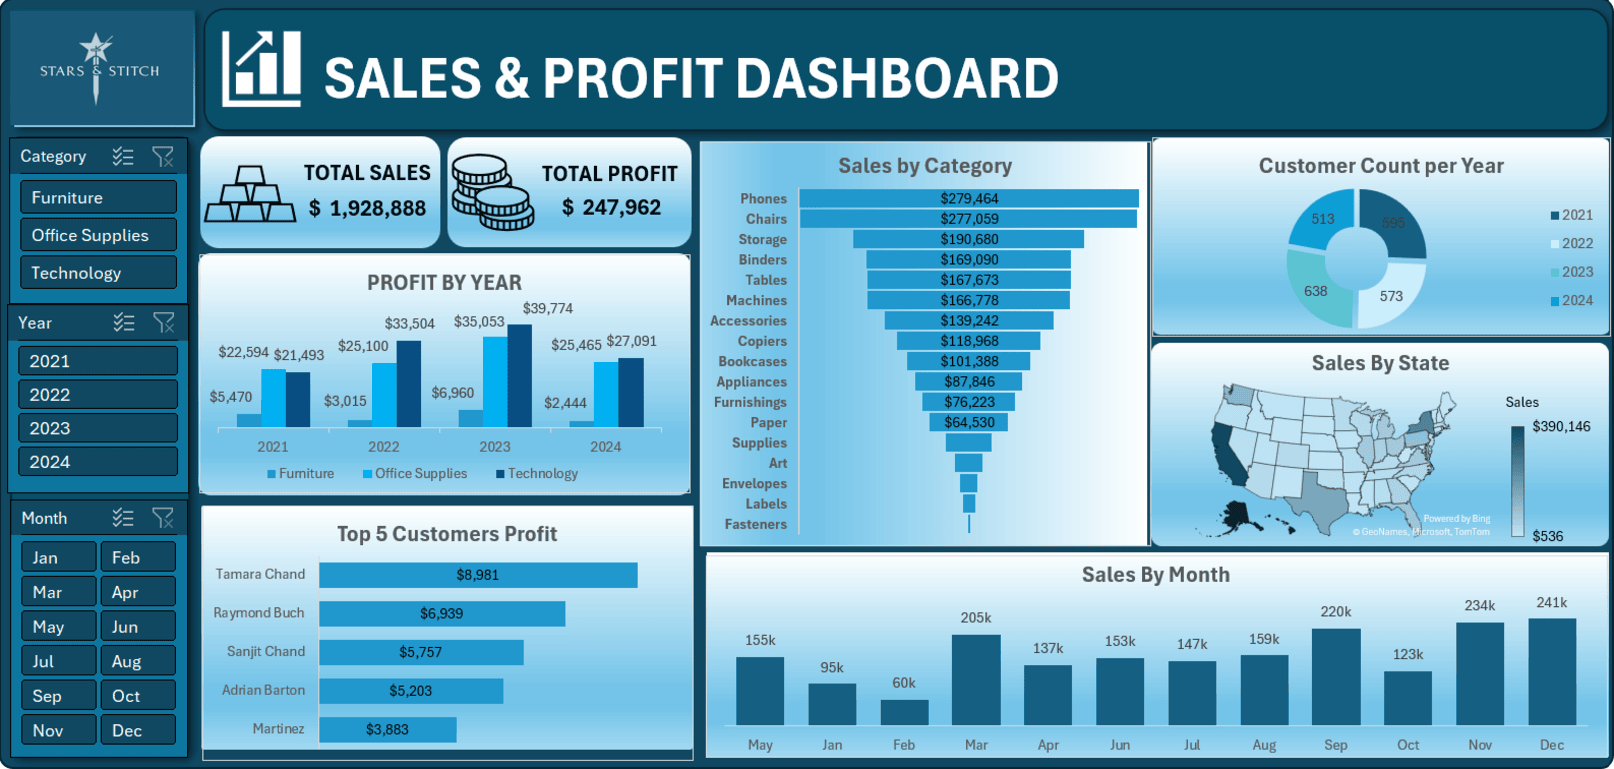 STARS & STITCH
SALES & PROFIT DASHBOARD
Category
Furniture
Office Supplies
Technology
Year
2021
2022
2023
2024
Month
Jan Feb
Mar Apr
May Jun
Jul Aug
Sep Oct
Nov Dec
TOTAL SALES
$ 1,928,888
TOTAL PROFIT
$ 247,962
PROFIT BY YEAR
$5,470 $22,594 $21,493
$3,015 $25,100 $33,504
$6,960 $35,053 $39,774
$2,444 $25,465 $27,091
2021 2022 2023 2024
Furniture Office Supplies Technology
Top 5 Customers Profit
Tamara Chand $8,981
Raymond Buch $6,939
Sanjit Chand $5,757
Adrian Barton $5,203
Martinez $3,883
Sales by Category
Phones $279,464
Chairs $277,059
Storage $190,680
Binders $169,090
Tables $167,673
Machines $166,778
Accessories $139,242
Copiers $118,968
Bookcases $101,388
Appliances $87,846
Furnishings $76,223
Paper $64,530
Supplies
Art
Envelopes
Labels
Fasteners
Customer Count per Year
513 595
638 573
2021
2022
2023
2024
Sales By State
Sales
$390,146
$536
Powered by Bing
© GeoNames, Microsoft, TomTom
Sales By Month
155k 95k 60k 205k 137k 153k 147k 159k 220k 123k 234k 241k
May Jan Feb Mar Apr Jun Jul Aug Sep Oct Nov Dec